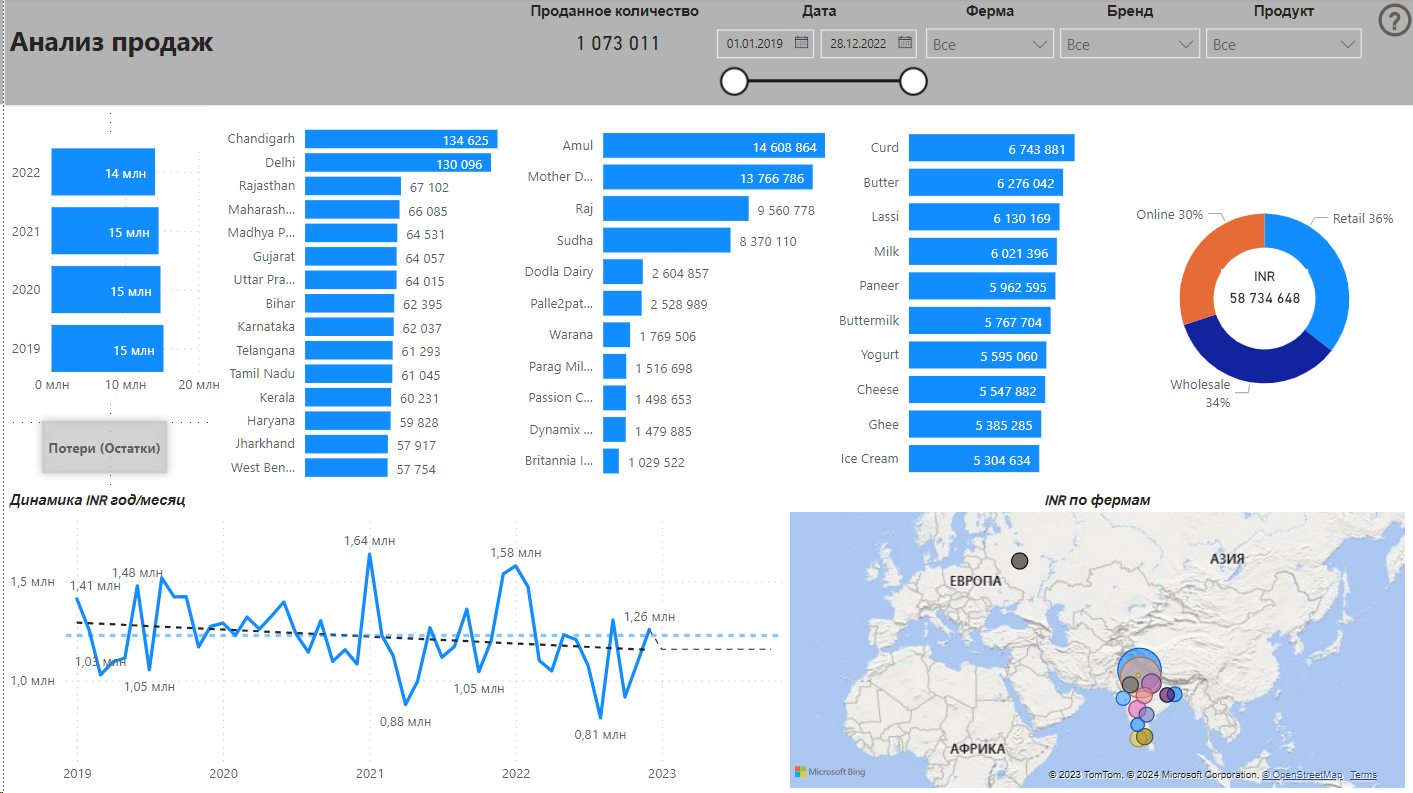 Анализ продаж
Проданное количество
1 073 011
Дата
01.01.2019
28.12.2022
Ферма
Все
Бренд
Все
Продукт
Все
?
2022
14 млн
2021
15 млн
2020
15 млн
2019
15 млн
0 млн
10 млн
20 млн
Потери (Остатки)
Chandigarh 134 625
Delhi 130 096
Rajasthan 67 102
Maharash... 66 085
Madhya P... 64 531
Gujarat 64 057
Uttar Pra... 64 015
Bihar 62 395
Karnataka 62 037
Telangana 61 293
Tamil Nadu 61 045
Kerala 60 231
Haryana 59 828
Jharkhand 57 917
West Ben... 57 754
Amul 14 608 864
Mother D... 13 766 786
Raj 9 560 778
Sudha 8 370 110
Dodla Dairy 2 604 857
Palle2pat... 2 528 989
Warana 1 769 506
Parag Mil... 1 516 698
Passion C... 1 498 653
Dynamix ... 1 479 885
Britannia I... 1 029 522
Curd 6 743 881
Butter 6 276 042
Lassi 6 130 169
Milk 6 021 396
Paneer 5 962 595
Buttermilk 5 767 704
Yogurt 5 595 060
Cheese 5 547 882
Ghee 5 385 285
Ice Cream 5 304 634
Online 30%
Retail 36%
INR
58 734 648
Wholesale
34%
Динамика INR год/месяц
1,64 млн
1,58 млн
1,48 млн
1,5 млн
1,41 млн
1,26 млн
1,03 млн
1,0 млн
1,05 млн
1,05 млн
0,88 млн
0,81 млн
2019
2020
2021
2022
2023
INR по фермам
АЗИЯ
ЕВРОПА
АФРИКА
Microsoft Bing
© 2023 TomTom, © 2024 Microsoft Corporation, © OpenStreetMap Terms